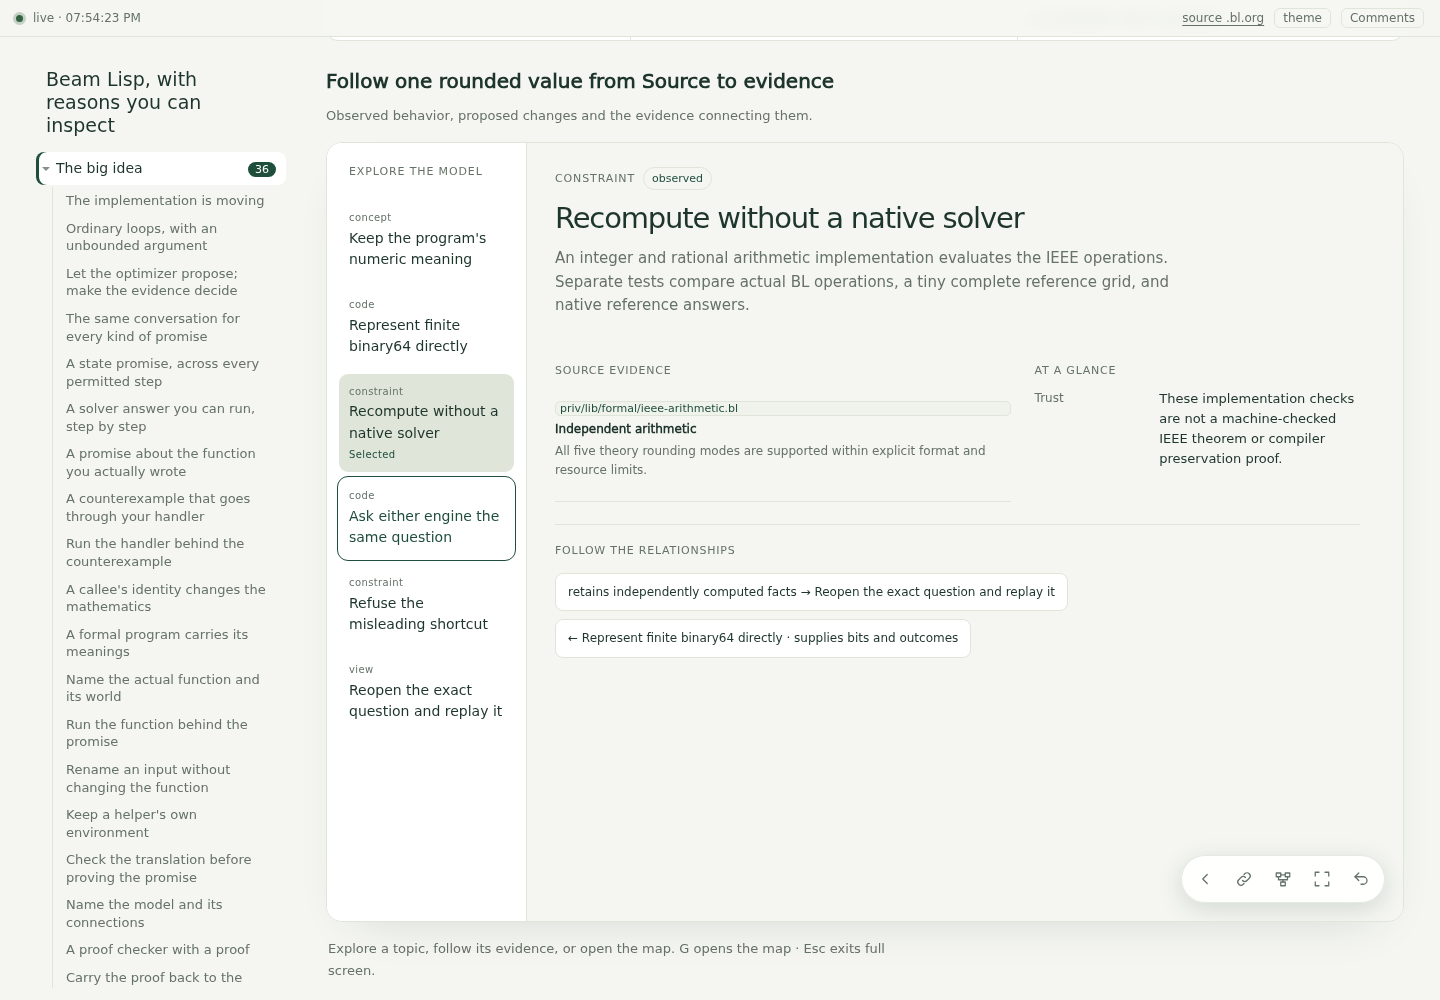 live · 07:54:23 PM
source .bl.org
theme
Comments
Beam Lisp, with
reasons you can
inspect
The big idea
36
The implementation is moving
Ordinary loops, with an
unbounded argument
Let the optimizer propose;
make the evidence decide
The same conversation for
every kind of promise
A state promise, across every
permitted step
A solver answer you can run,
step by step
A promise about the function
you actually wrote
A counterexample that goes
through your handler
Run the handler behind the
counterexample
A callee's identity changes the
mathematics
A formal program carries its
meanings
Name the actual function and
its world
Run the function behind the
promise
Rename an input without
changing the function
Keep a helper's own
environment
Check the translation before
proving the promise
Name the model and its
connections
A proof checker with a proof
Carry the proof back to the
Follow one rounded value from Source to evidence
Observed behavior, proposed changes and the evidence connecting them.
EXPLORE THE MODEL
concept
Keep the program's
numeric meaning
code
Represent finite
binary64 directly
constraint
Recompute without a
native solver
Selected
code
Ask either engine the
same question
constraint
Refuse the
misleading shortcut
view
Reopen the exact
question and replay it
CONSTRAINT
observed
Recompute without a native solver
An integer and rational arithmetic implementation evaluates the IEEE operations.
Separate tests compare actual BL operations, a tiny complete reference grid, and
native reference answers.
SOURCE EVIDENCE
priv/lib/formal/ieee-arithmetic.bl
Independent arithmetic
All five theory rounding modes are supported within explicit format and
resource limits.
AT A GLANCE
Trust
These implementation checks
are not a machine-checked
IEEE theorem or compiler
preservation proof.
FOLLOW THE RELATIONSHIPS
retains independently computed facts → Reopen the exact question and replay it
← Represent finite binary64 directly · supplies bits and outcomes
Explore a topic, follow its evidence, or open the map. G opens the map · Esc exits full
screen.